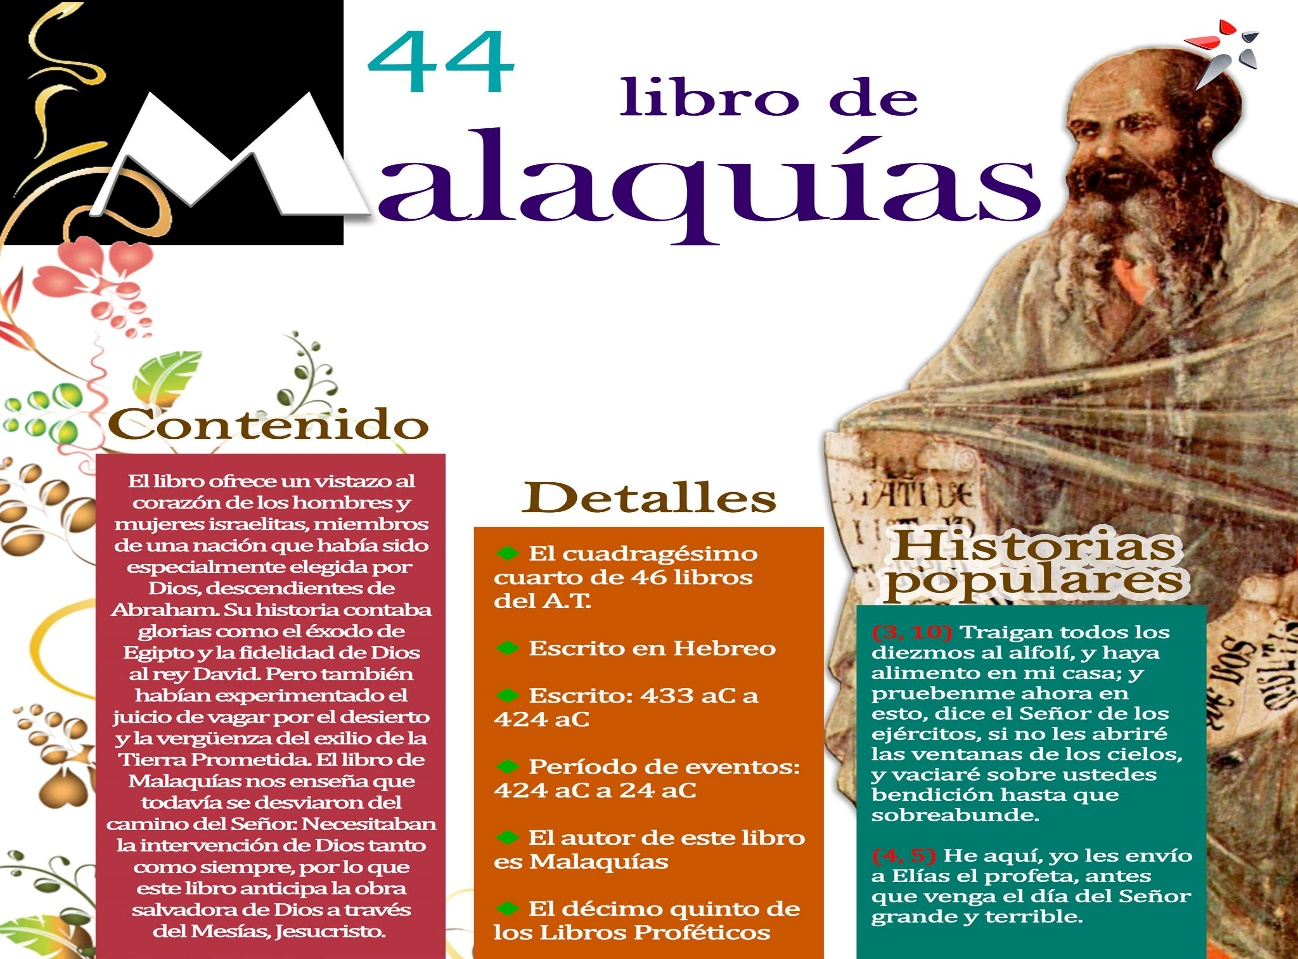 44
libro de
Malaquías
Contenido
El libro ofrece un vistazo al
corazón de los hombres y
mujeres israelitas, miembros
de una nación que había sido
especialmente elegida por
Dios, descendientes de
Abraham. Su historia contaba
glorias como el éxodo de
Egipto y la fidelidad de Dios
al rey David. Pero también
habían experimentado el
juicio de vagar por el desierto
y la vergüenza del exilio de la
Tierra Prometida. El libro de
Malaquías nos enseña que
todavía se desviaron del
camino del Señor. Necesitaban
la intervención de Dios tanto
como siempre, por lo que
este libro anticipa la obra
salvadora de Dios a través
del Mesías, Jesucristo.
Detalles
El cuadragésimo
cuarto de 46 libros
del A.T.
Escrito en Hebreo
Escrito: 433 aC a
424 aC
Período de eventos:
424 aC a 24 aC
El autor de este libro
es Malaquías
El décimo quinto de
los Libros Proféticos
Historias
populares
(3, 10) Traigan todos los
diezmos al alfolí, y haya
alimento en mi casa; y
pruebenme ahora en
esto, dice el Señor de los
ejércitos, si no les abriré
las ventanas de los cielos,
y vaciaré sobre ustedes
bendición hasta que
sobreabunde.
(4, 5) He aquí, yo les envío
a Elías el profeta, antes
que venga el día del Señor
grande y terrible.